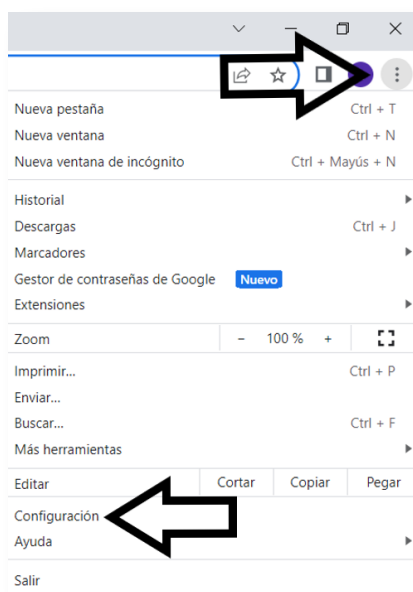 Nueva pestaña Ctrl + T
Nueva ventana Ctrl + N
Nueva ventana de incógnito Ctrl + Mayús + N
Historial
Descargas Ctrl + J
Marcadores
Gestor de contraseñas de Google Nuevo
Extensiones
Zoom - 100 % +
Imprimir... Ctrl + P
Enviar...
Buscar... Ctrl + F
Más herramientas
Editar Cortar Copiar Pegar
Configuración
Ayuda
Salir